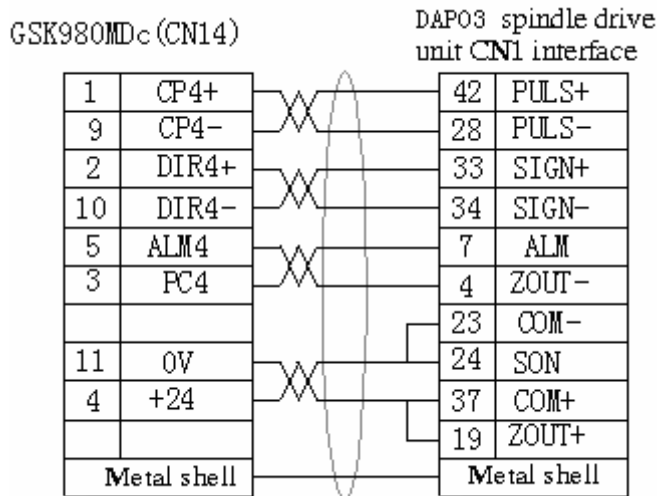 GSK980MDc(CN14)
DAP03 spindle drive
unit CN1 interface
1 CP4+ 42 PULS+
9 CP4- 28 PULS-
2 DIR4+ 33 SIGN+
10 DIR4- 34 SIGN-
5 ALM4 7 ALM
3 PC4 4 ZOUT-
23 COM-
11 0V 24 SON
4 +24 37 COM+
19 ZOUT+
Metal shell Metal shell